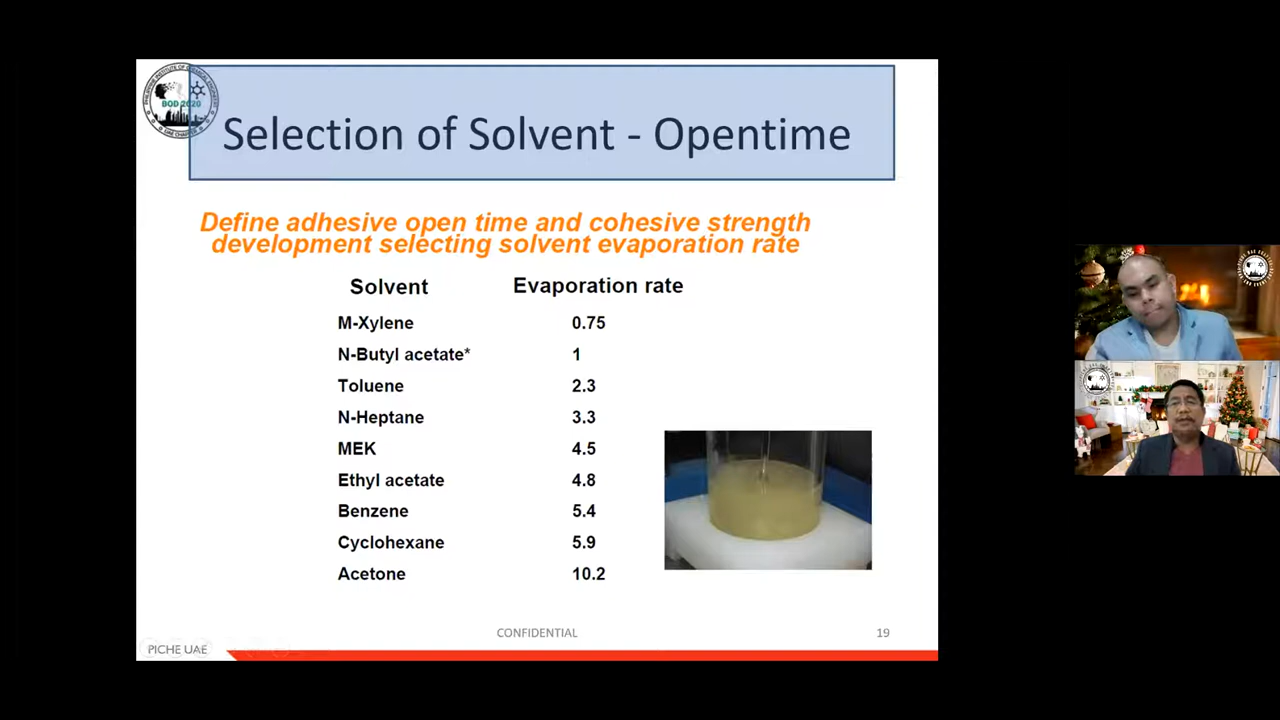 BOD 2020
Selection of Solvent - Opentime
Define adhesive open time and cohesive strength
development selecting solvent evaporation rate
Solvent Evaporation rate
M-Xylene 0.75
N-Butyl acetate* 1
Toluene 2.3
N-Heptane 3.3
MEK 4.5
Ethyl acetate 4.8
Benzene 5.4
Cyclohexane 5.9
Acetone 10.2
CONFIDENTIAL 19
PICHE UAE